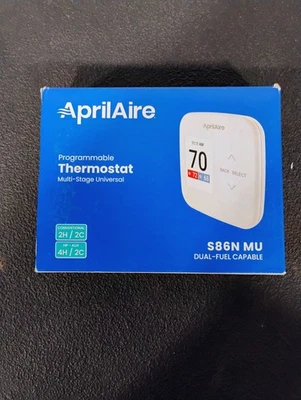 AprilAire
Programmable
Thermostat
Multi-Stage Universal
CONVENTIONAL
2H / 2C
HP - AUX
4H / 2C
AprilAire
70
BACK SELECT
S86N MU
DUAL-FUEL CAPABLE